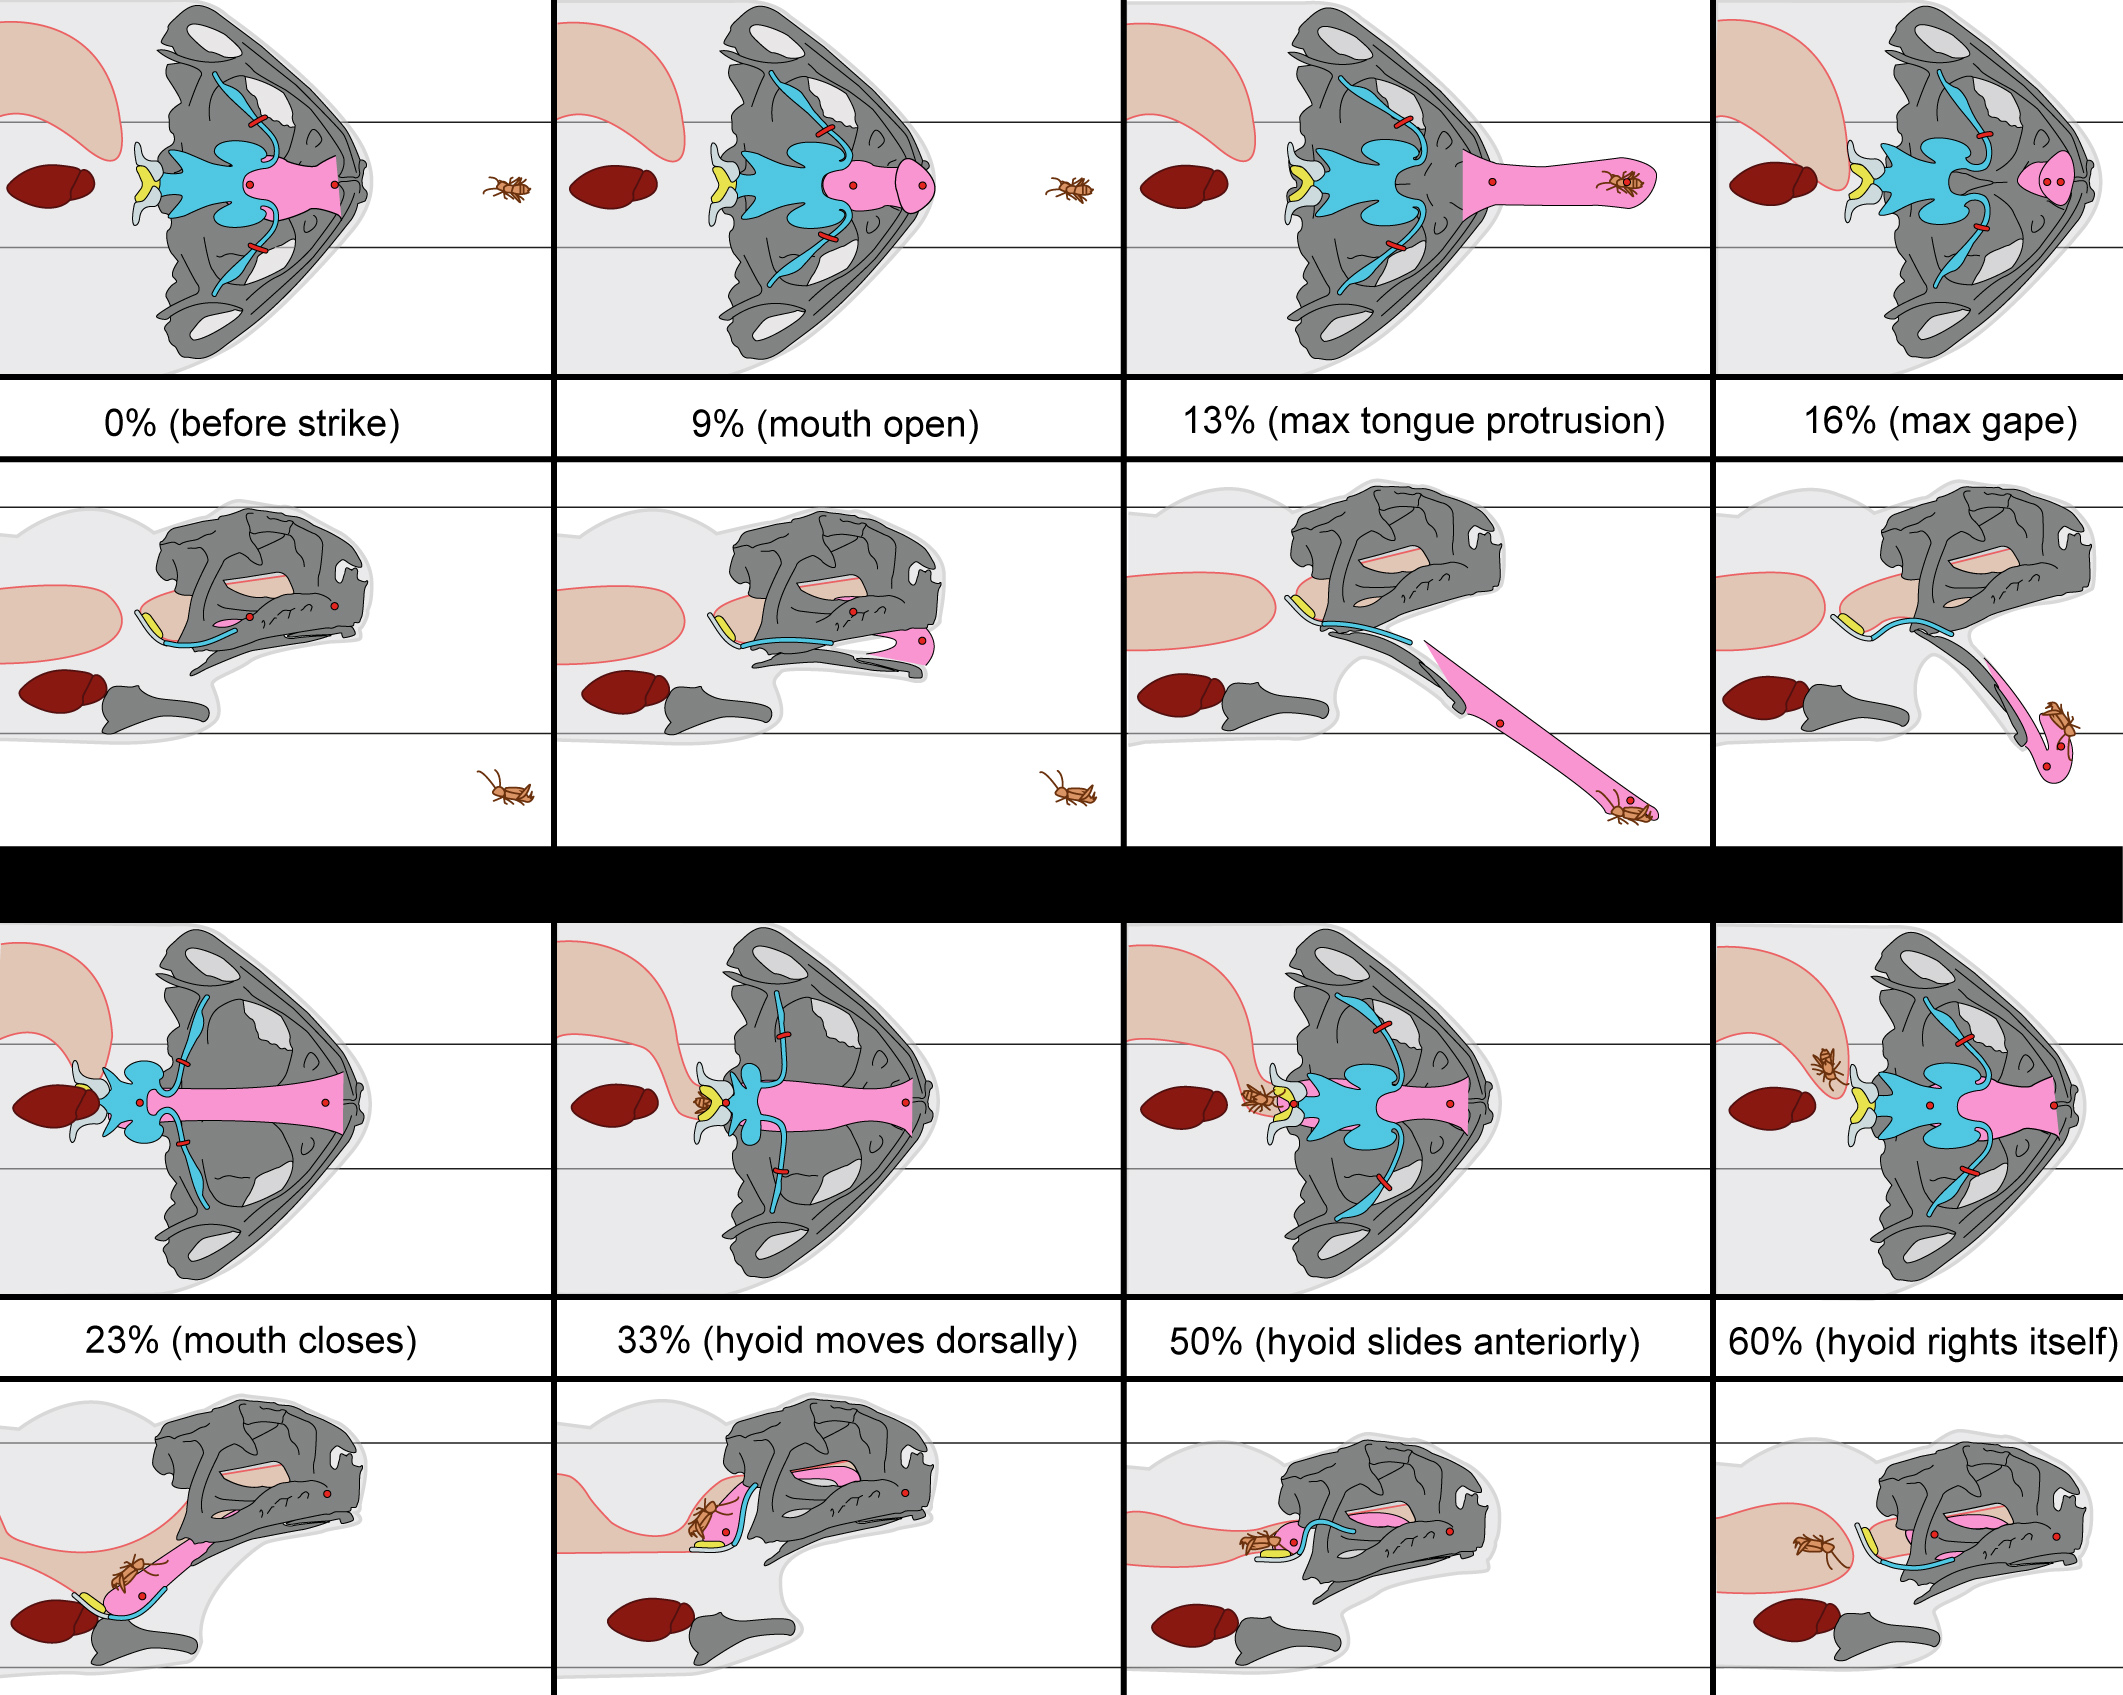 0% (before strike)
9% (mouth open)
13% (max tongue protrusion)
16% (max gape)
23% (mouth closes)
33% (hyoid moves dorsally)
50% (hyoid slides anteriorly)
60% (hyoid rights itself)